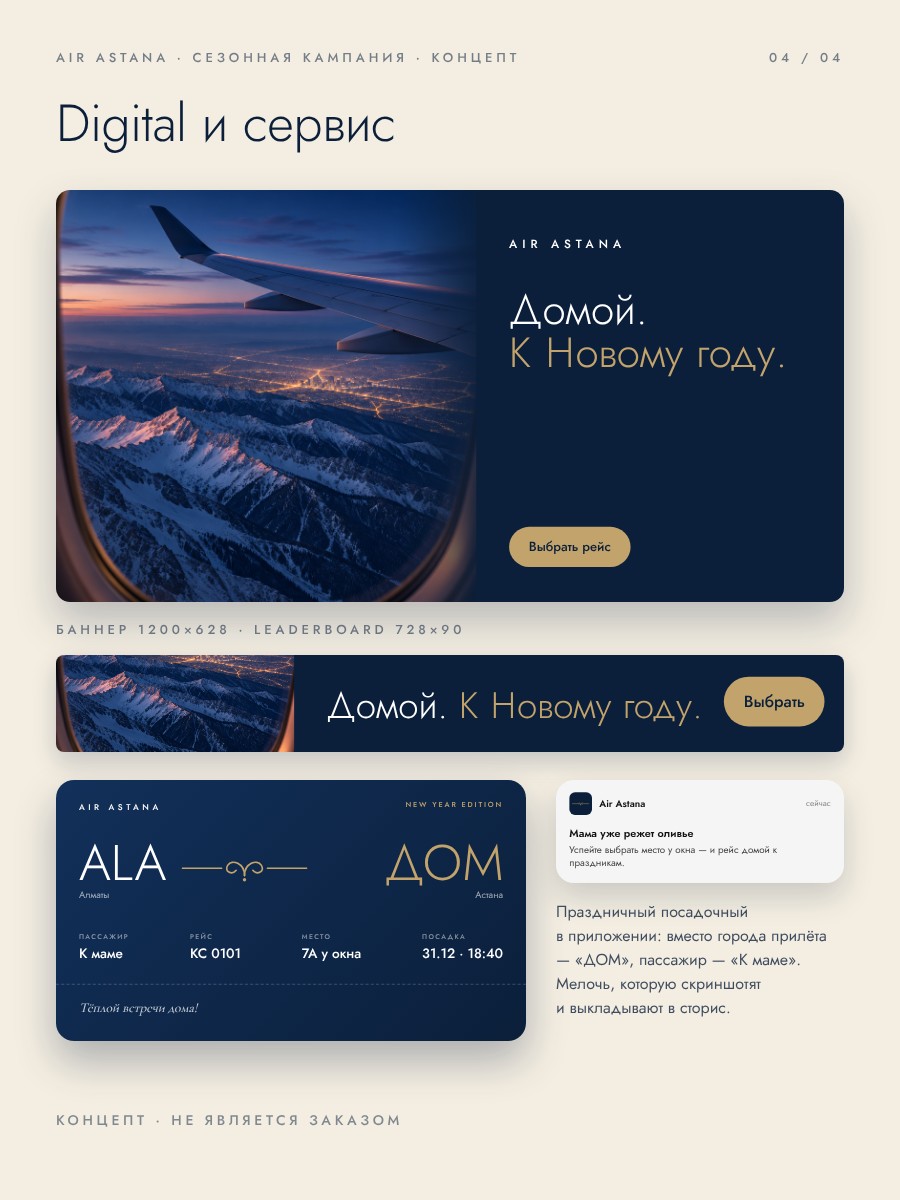 AIR ASTANA · СЕЗОННАЯ КАМПАНИЯ · КОНЦЕПТ
04 / 04
Digital и сервис
AIR ASTANA
Домой.
К Новому году.
Выбрать рейс
БАННЕР 1200×628 · LEADERBOARD 728×90
Домой. К Новому году.
Выбрать
AIR ASTANA
NEW YEAR EDITION
ALA
ДОМ
Алматы
Астана
ПАССАЖИР
РЕЙС
МЕСТО
ПОСАДКА
К маме
KC 0101
7A у окна
31.12 · 18:40
Тёплой встречи дома!
Air Astana
сейчас
Мама уже режет оливье
Успейте выбрать место у окна — и рейс домой к
праздникам.
Праздничный посадочный
в приложении: вместо города прилёта
— «ДОМ», пассажир — «К маме».
Мелочь, которую скриншотят
и выкладывают в сторис.
КОНЦЕПТ · НЕ ЯВЛЯЕТСЯ ЗАКАЗОМ